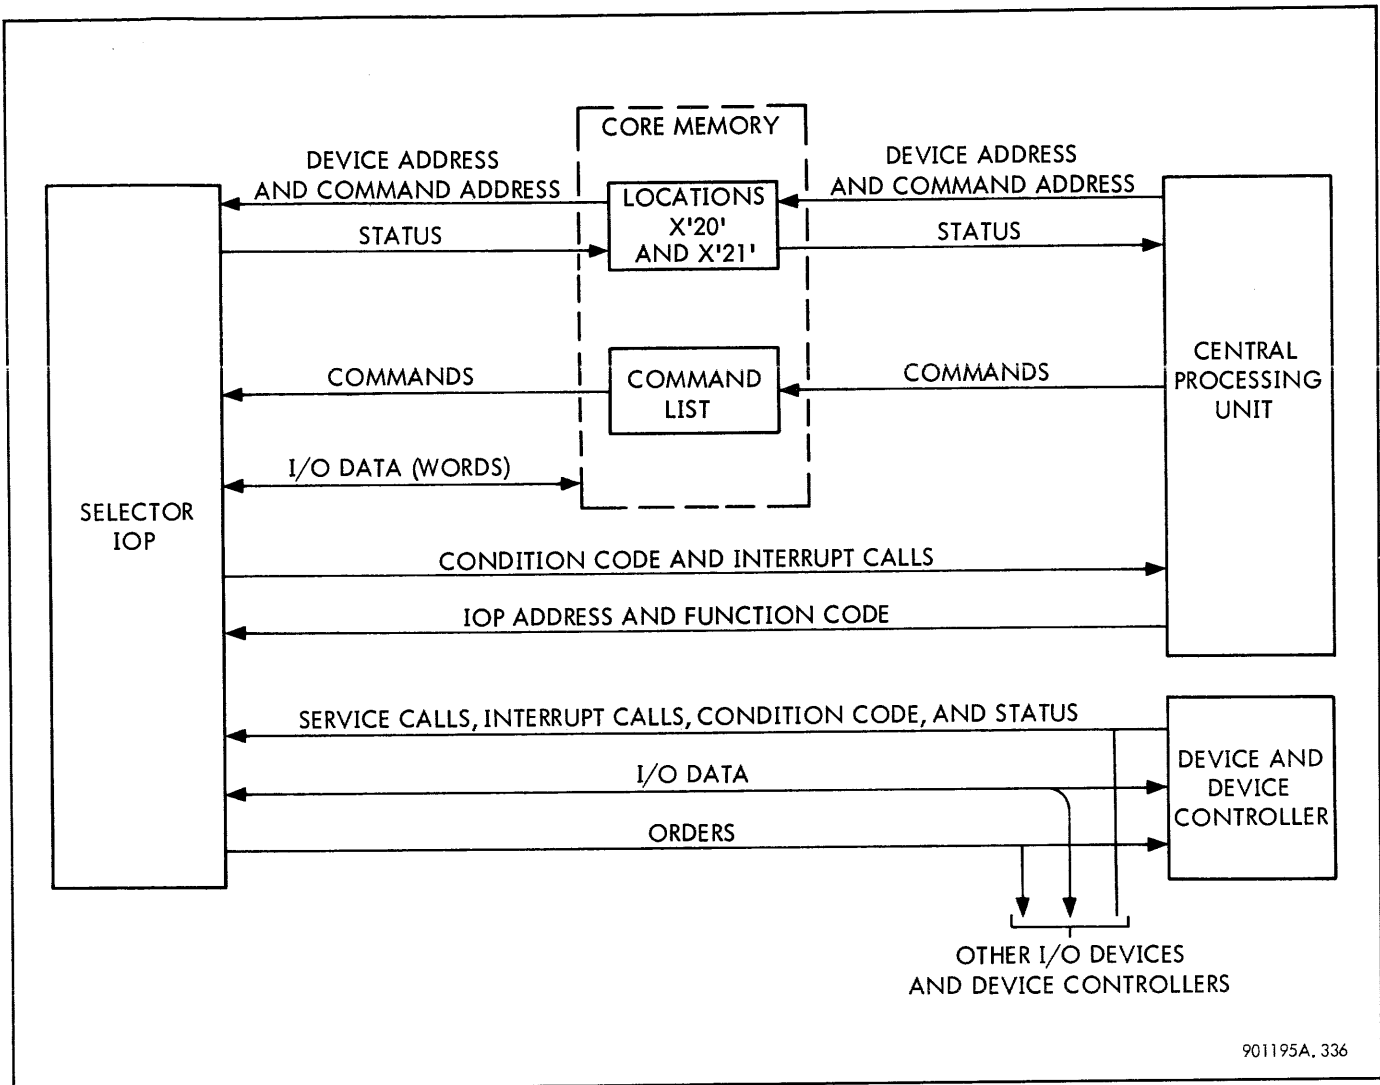 CORE MEMORY
DEVICE ADDRESS
AND COMMAND ADDRESS
DEVICE ADDRESS
AND COMMAND ADDRESS
LOCATIONS
X'20'
AND X'21'
STATUS
STATUS
COMMANDS
COMMAND
LIST
COMMANDS
CENTRAL
PROCESSING
UNIT
I/O DATA (WORDS)
SELECTOR
IOP
CONDITION CODE AND INTERRUPT CALLS
IOP ADDRESS AND FUNCTION CODE
SERVICE CALLS, INTERRUPT CALLS, CONDITION CODE, AND STATUS
I/O DATA
ORDERS
DEVICE AND
DEVICE
CONTROLLER
OTHER I/O DEVICES
AND DEVICE CONTROLLERS
901195A. 336